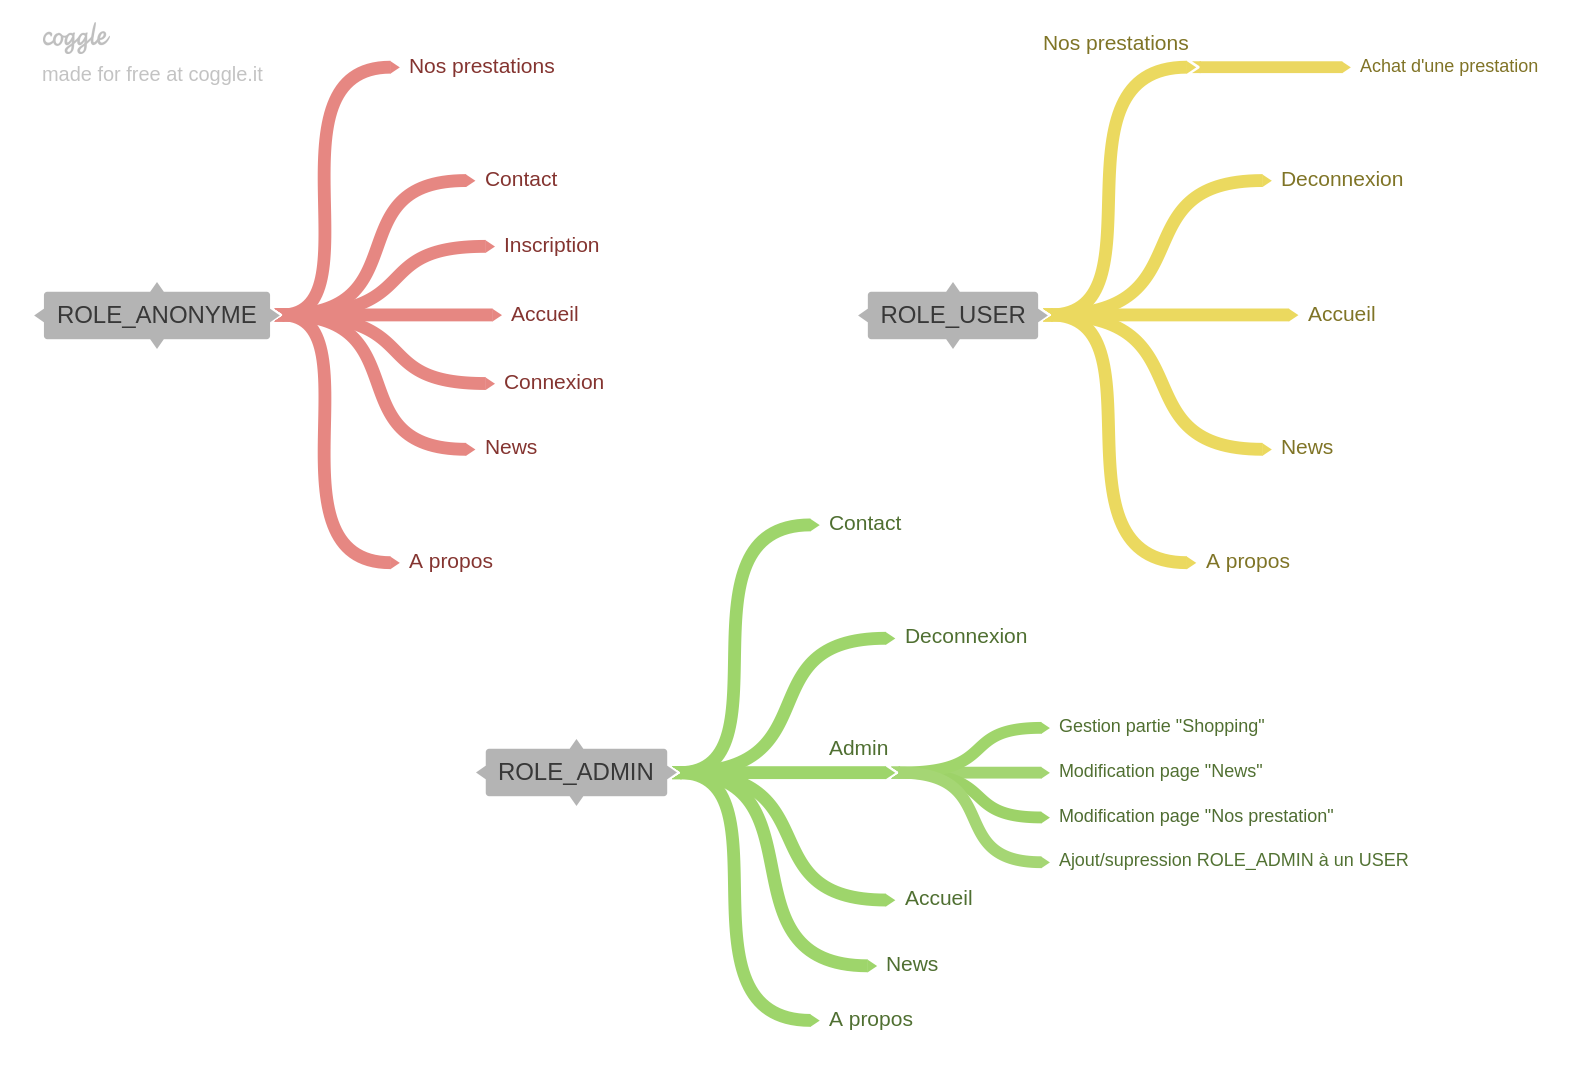 coggle
made for free at coggle.it
ROLE_ANONYME
Nos prestations
Contact
Inscription
Accueil
Connexion
News
A propos
ROLE_USER
Nos prestations
Achat d'une prestation
Deconnexion
Accueil
News
A propos
ROLE_ADMIN
Contact
Deconnexion
Admin
Gestion partie "Shopping"
Modification page "News"
Modification page "Nos prestation"
Ajout/supression ROLE_ADMIN à un USER
Accueil
News
A propos